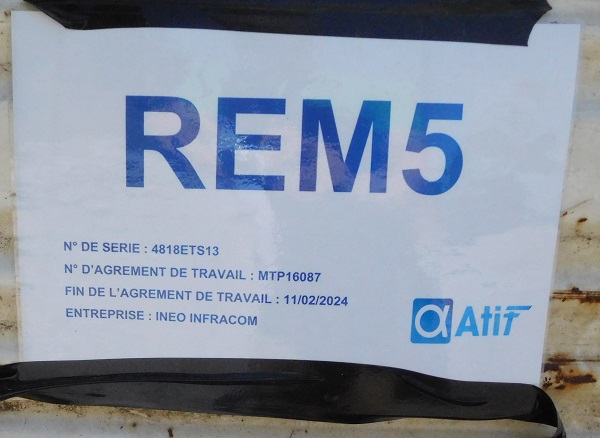 REM5
N° DE SERIE : 4818ETS13
N° D'AGREMENT DE TRAVAIL : MTP16087
FIN DE L'AGREMENT DE TRAVAIL : 11/02/2024
ENTREPRISE : INEO INFRACOM
α Atif